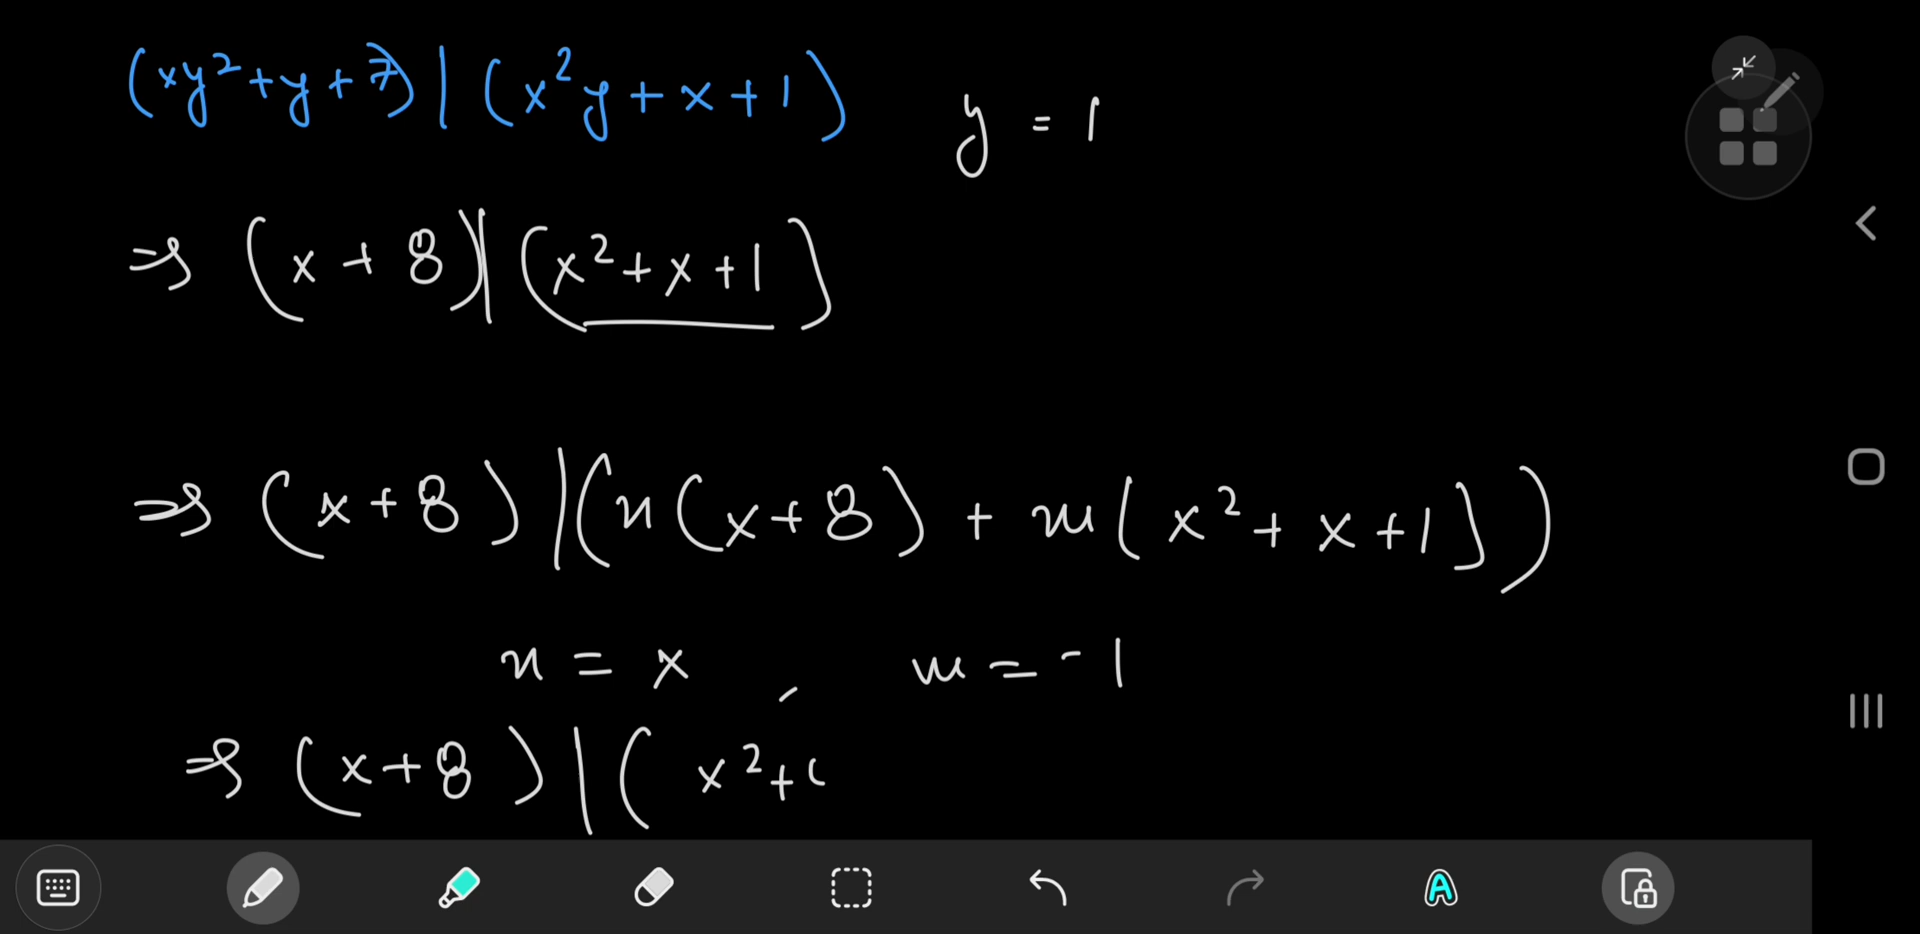 (xy²+y+7)|(x²y+x+1) y = 1
⇒ (x+8)|(x²+x+1)
⇒ (x+8)|(n(x+8)+m(x²+x+1))
n = x , m = -1
⇒ (x+8)|(x²+
A